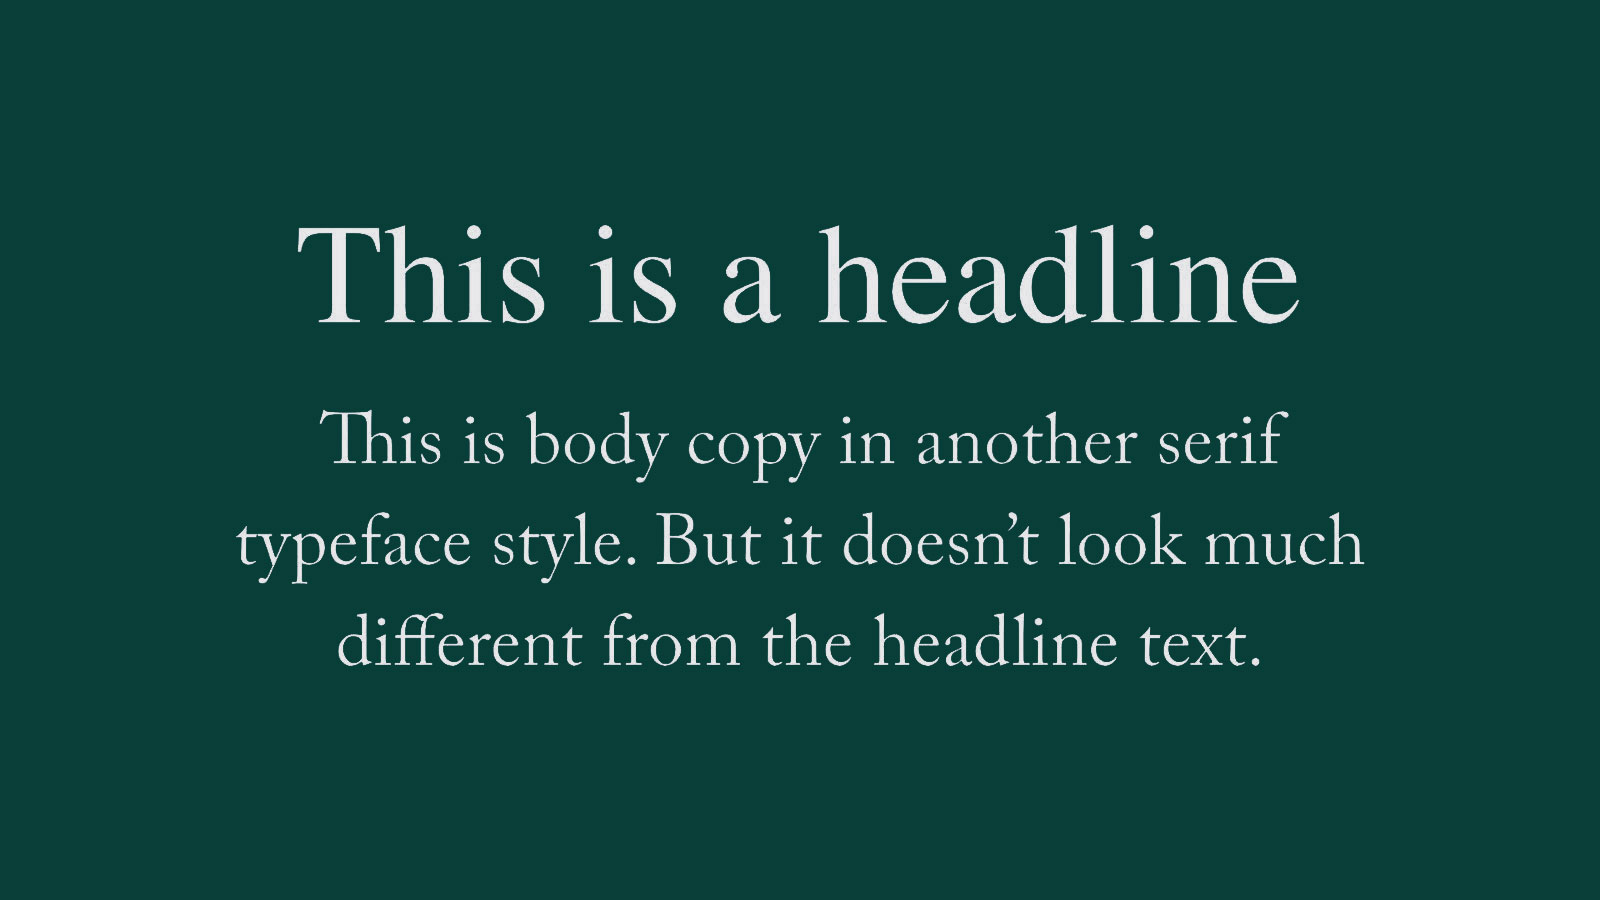 This is a headline
This is body copy in another serif
typeface style. But it doesn’t look much
different from the headline text.